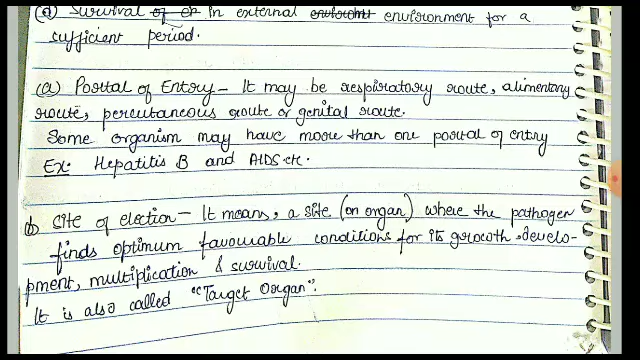 (d) Survival of en in external environt environment for a
sufficient period.
(a) Portal of Entry - It may be respiratory route, alimentary
route, percutaneous route or genital route.
Some organism may have more than one portal of entry
Ex: Hepatitis B and AIDS etc.
b) Site of election - It means, a site (on organ) where the pathogen
finds optimum favourable conditions for its growth, develo-
pment, multiplication & survival.
It is also called "Target Organ".